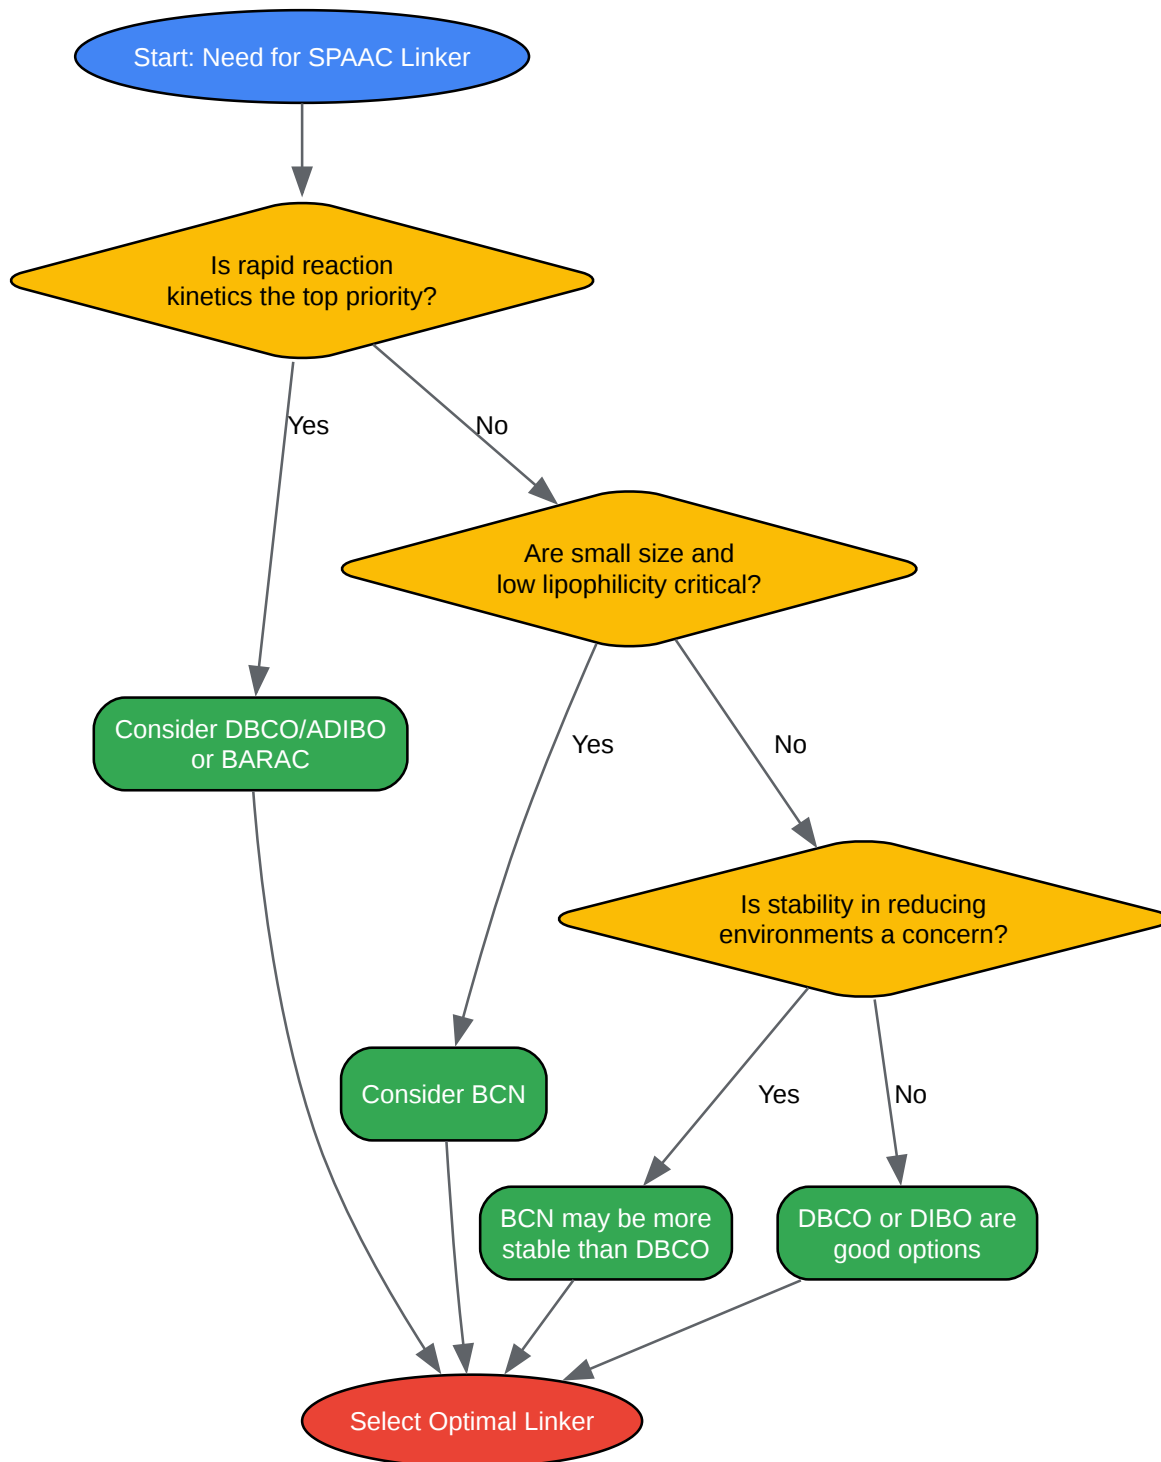 Start: Need for SPAAC Linker
Is rapid reaction
kinetics the top priority?
Yes
No
Are small size and
low lipophilicity critical?
Consider DBCO/ADIBO
or BARAC
Yes
No
Is stability in reducing
environments a concern?
Consider BCN
Yes
No
BCN may be more
stable than DBCO
DBCO or DIBO are
good options
Select Optimal Linker